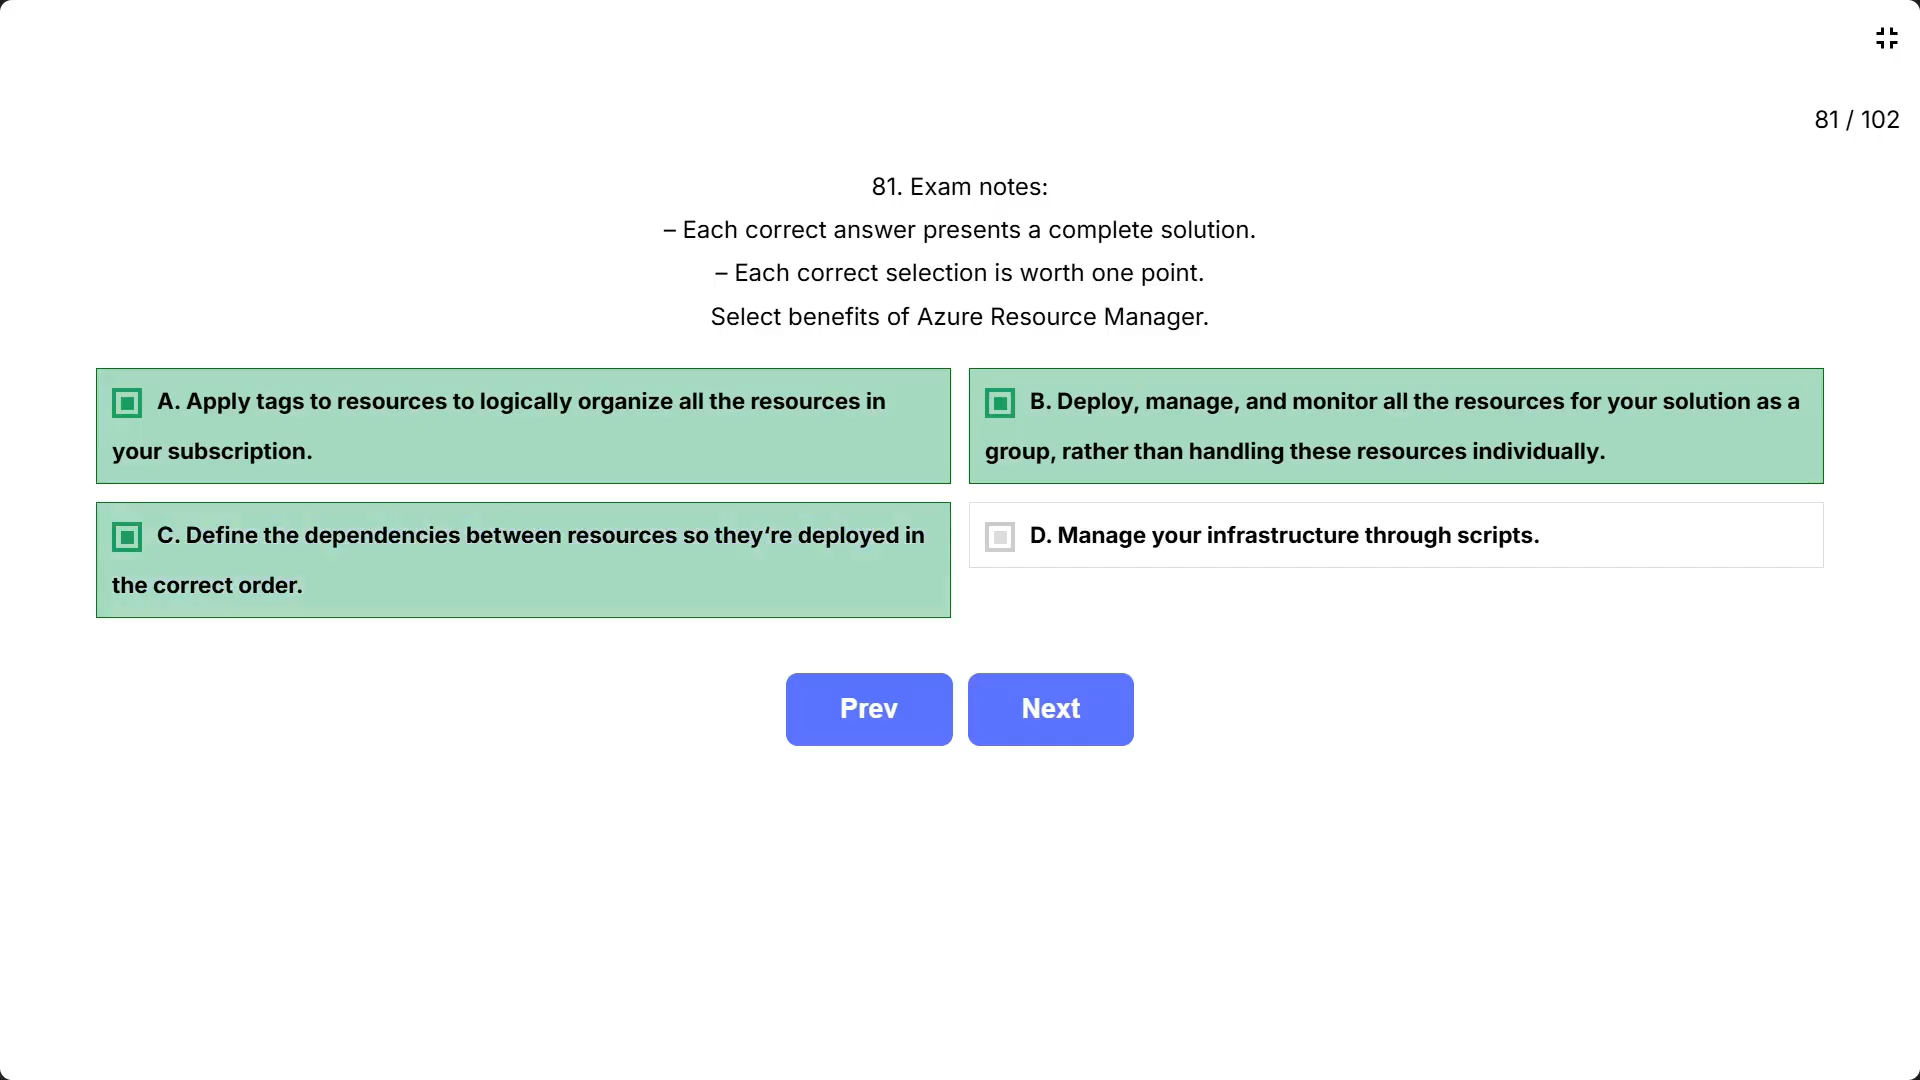 81 / 102
81. Exam notes:
– Each correct answer presents a complete solution.
– Each correct selection is worth one point.
Select benefits of Azure Resource Manager.
A. Apply tags to resources to logically organize all the resources in
your subscription.
B. Deploy, manage, and monitor all the resources for your solution as a
group, rather than handling these resources individually.
C. Define the dependencies between resources so they‘re deployed in
the correct order.
D. Manage your infrastructure through scripts.
Prev
Next